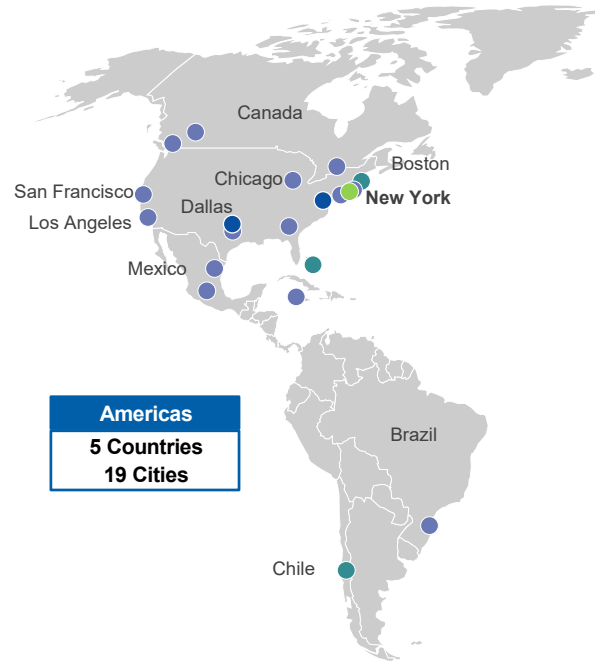 Canada
Boston
Chicago
San Francisco
New York
Dallas
Los Angeles
Mexico
Americas
5 Countries
19 Cities
Brazil
Chile